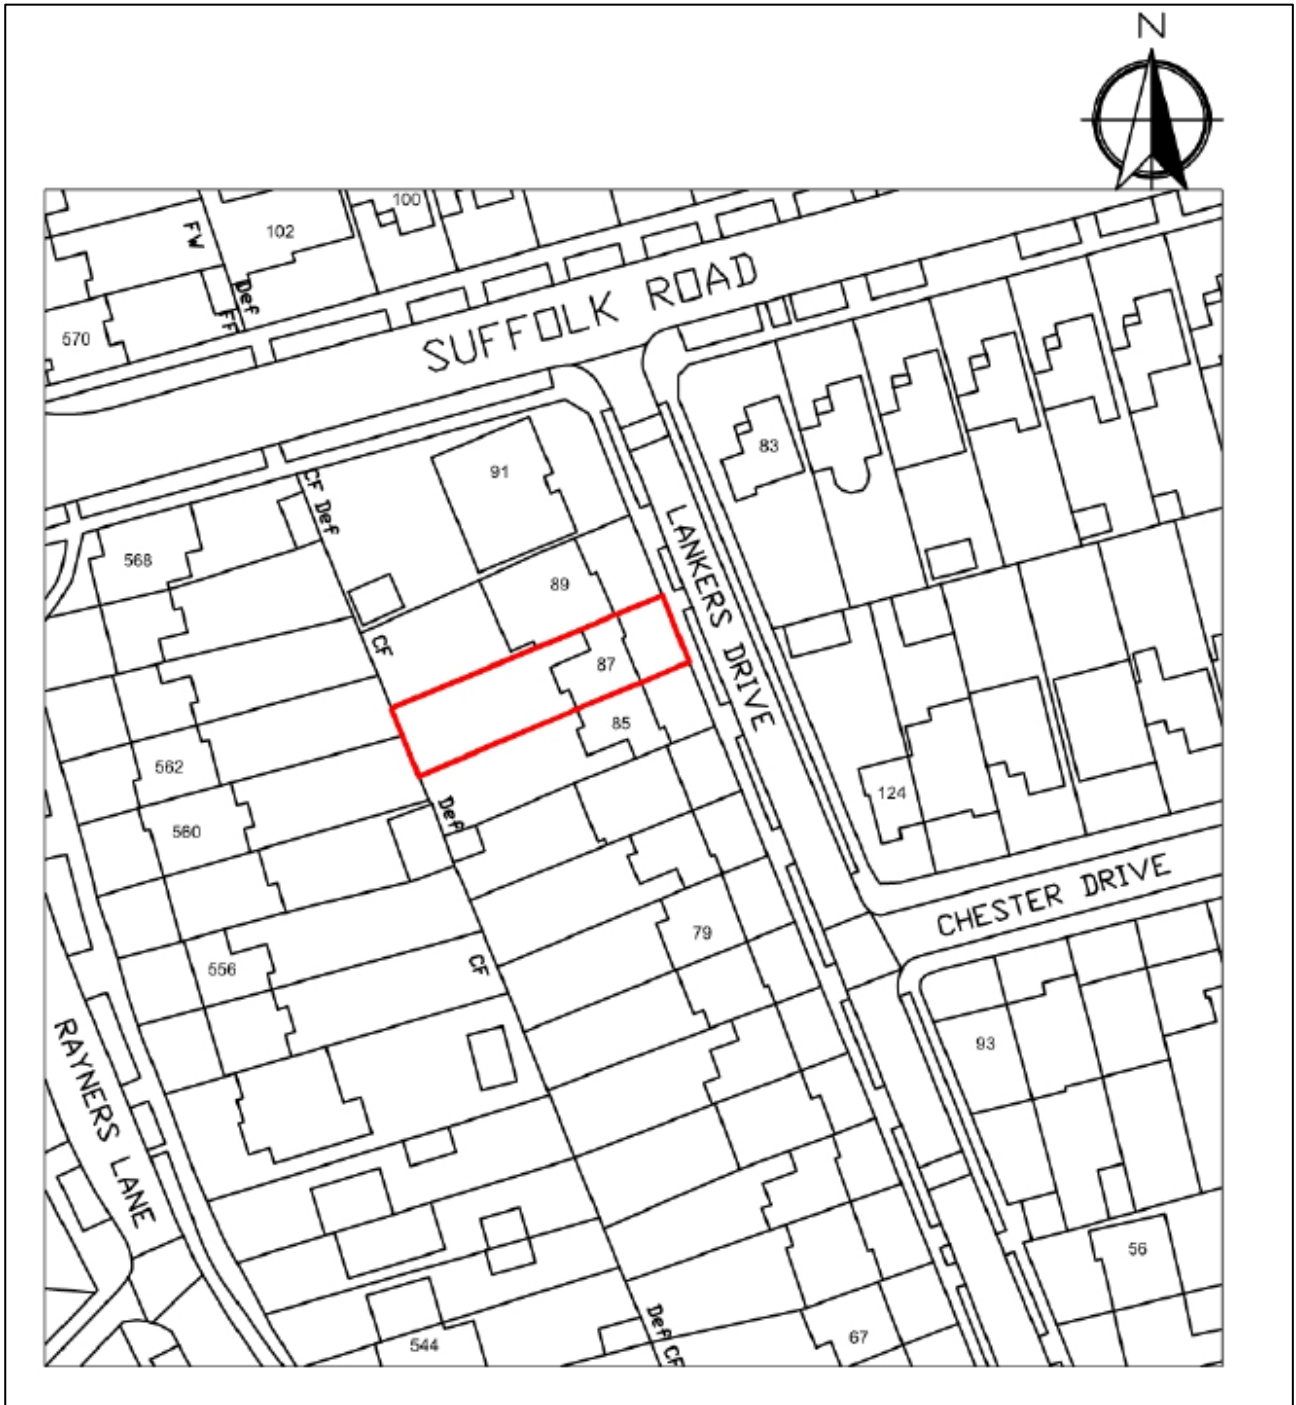 N
100
FW
102
Def
FF
570
SUFFOLK ROAD
83
91
CF Def
LANKERS DRIVE
568
89
CF
87
85
562
124
Def
560
CHESTER DRIVE
79
556
CF
RAYNERS LANE
93
56
Def CF
67
544